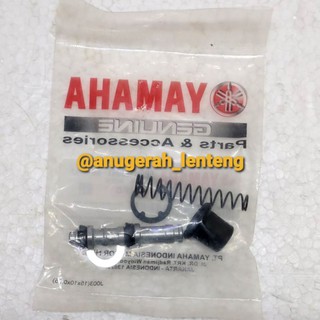 YAMAHA
GENUINE
Parts & Accessories
@anugerah_lenteng
PT. YAMAHA INDONESIA